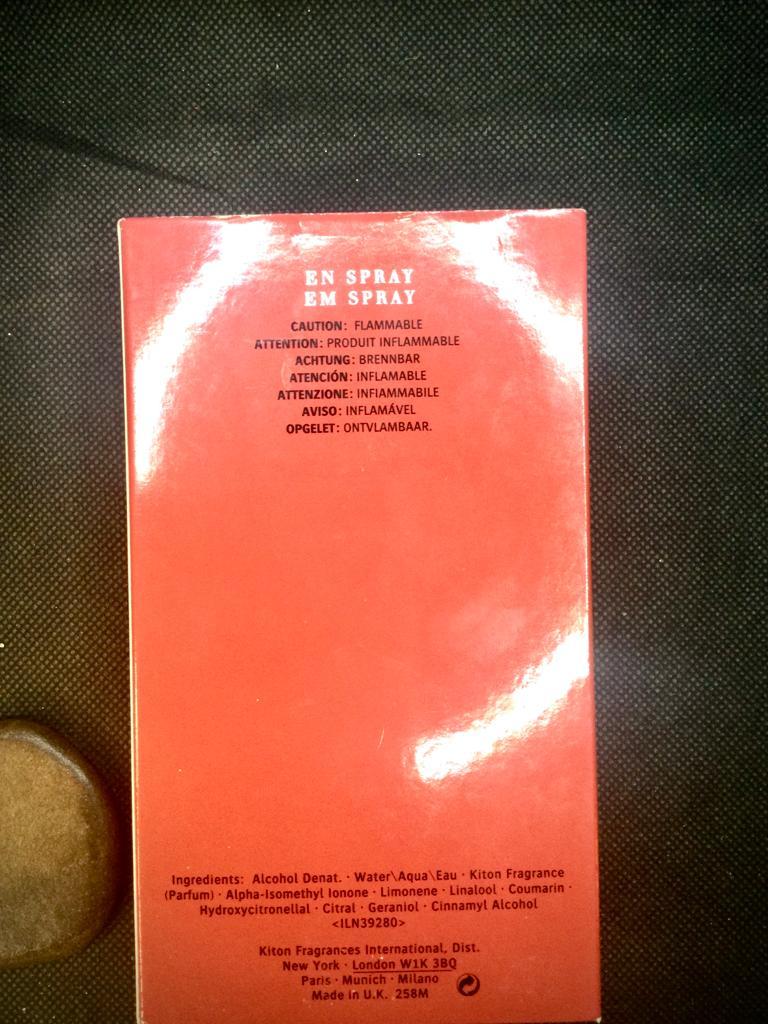 EN SPRAY
EM SPRAY
CAUTION: FLAMMABLE
ATTENTION: PRODUIT INFLAMMABLE
ACHTUNG: BRENNBAR
ATENCIÓN: INFLAMABLE
ATTENZIONE: INFIAMMABILE
AVISO: INFLAMÁVEL
OPGELET: ONTVLAMBAAR.
Ingredients: Alcohol Denat. · Water\Aqua\Eau · Kiton Fragrance
(Parfum) · Alpha-Isomethyl Ionone · Limonene · Linalool · Coumarin ·
Hydroxycitronellal · Citral · Geraniol · Cinnamyl Alcohol
<ILN39280>
Kiton Fragrances International, Dist.
New York · London W1K 3BQ
Paris · Munich · Milano
Made in U.K. 258M